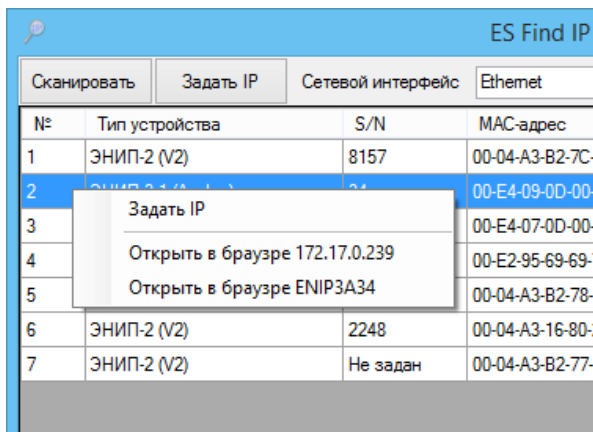 ES Find IP
Сканировать Задать IP Сетевой интерфейс Ethernet
№ Тип устройства S/N MAC-адрес
1 ЭНИП-2 (V2) 8157 00-04-A3-B2-7C-
2 00-E4-09-0D-00-
Задать IP
3 00-E4-07-0D-00-
Открыть в браузре 172.17.0.239
4 00-E2-95-69-69-
Открыть в браузре ENIP3A34
5 00-04-A3-B2-78-
6 ЭНИП-2 (V2) 2248 00-04-A3-16-80-
7 ЭНИП-2 (V2) Не задан 00-04-A3-B2-77-